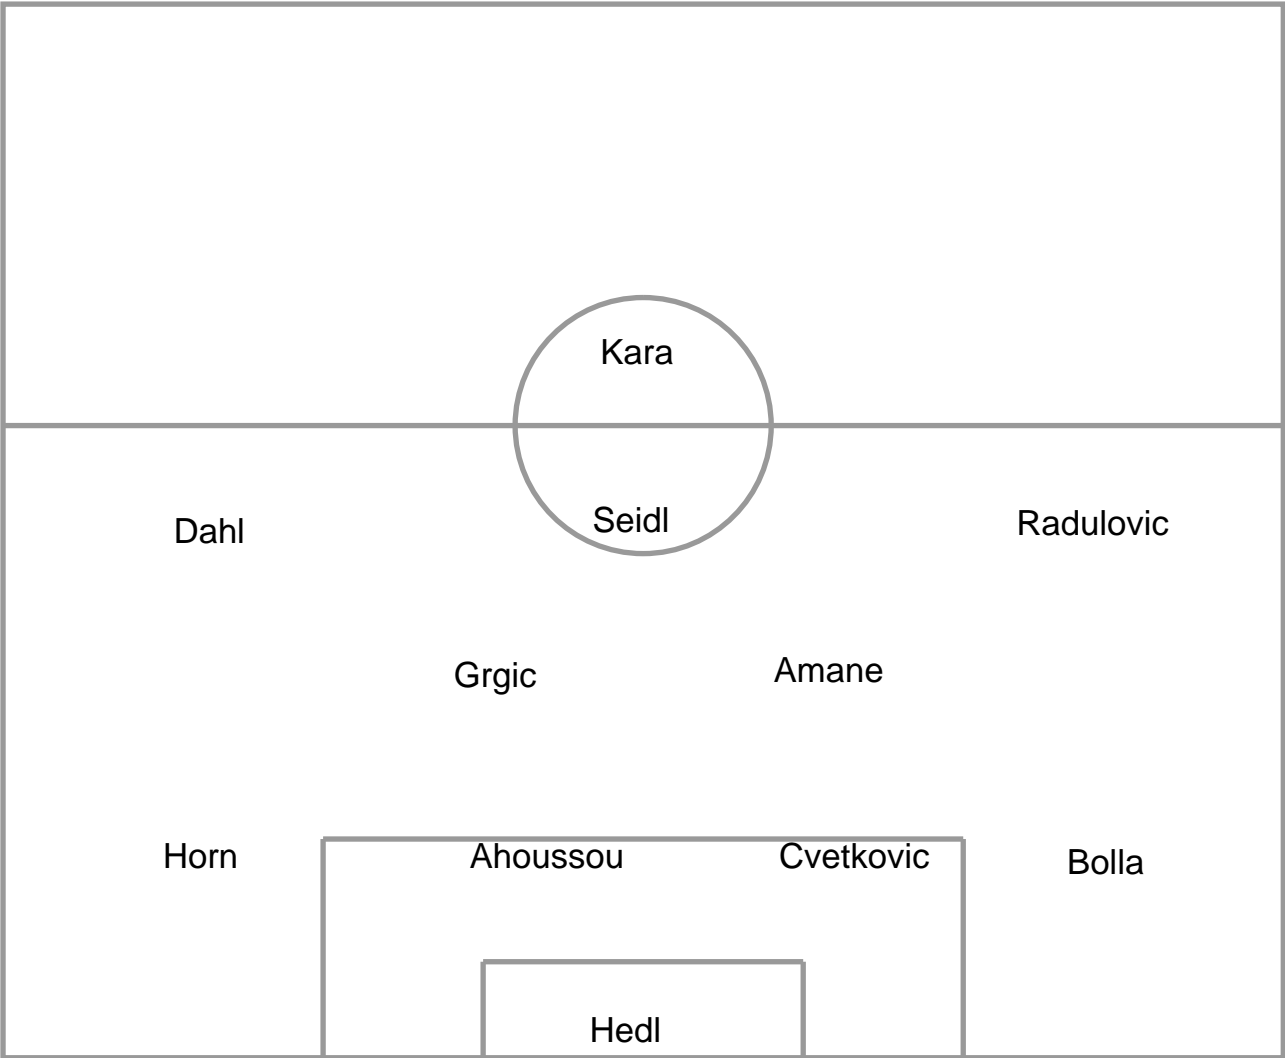 Kara
Dahl Seidl Radulovic
Grgic Amane
Horn Ahoussou Cvetkovic Bolla
Hedl